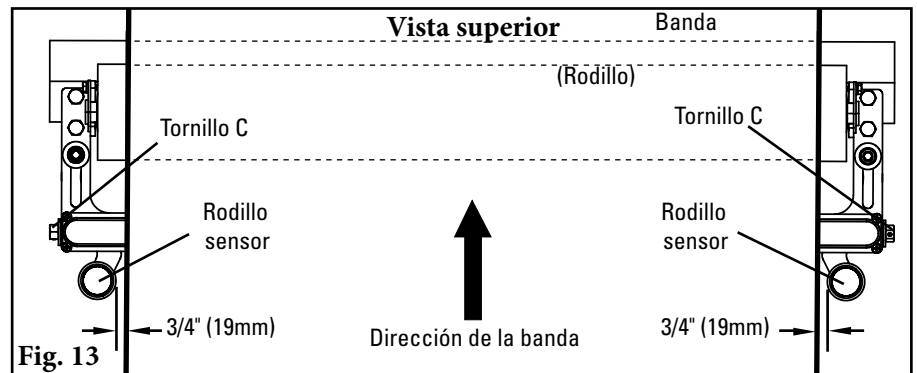 Vista superior
Banda
(Rodillo)
Tornillo C
Tornillo C
Rodillo
sensor
Rodillo
sensor
3/4" (19mm)
Dirección de la banda
3/4" (19mm)
Fig. 13